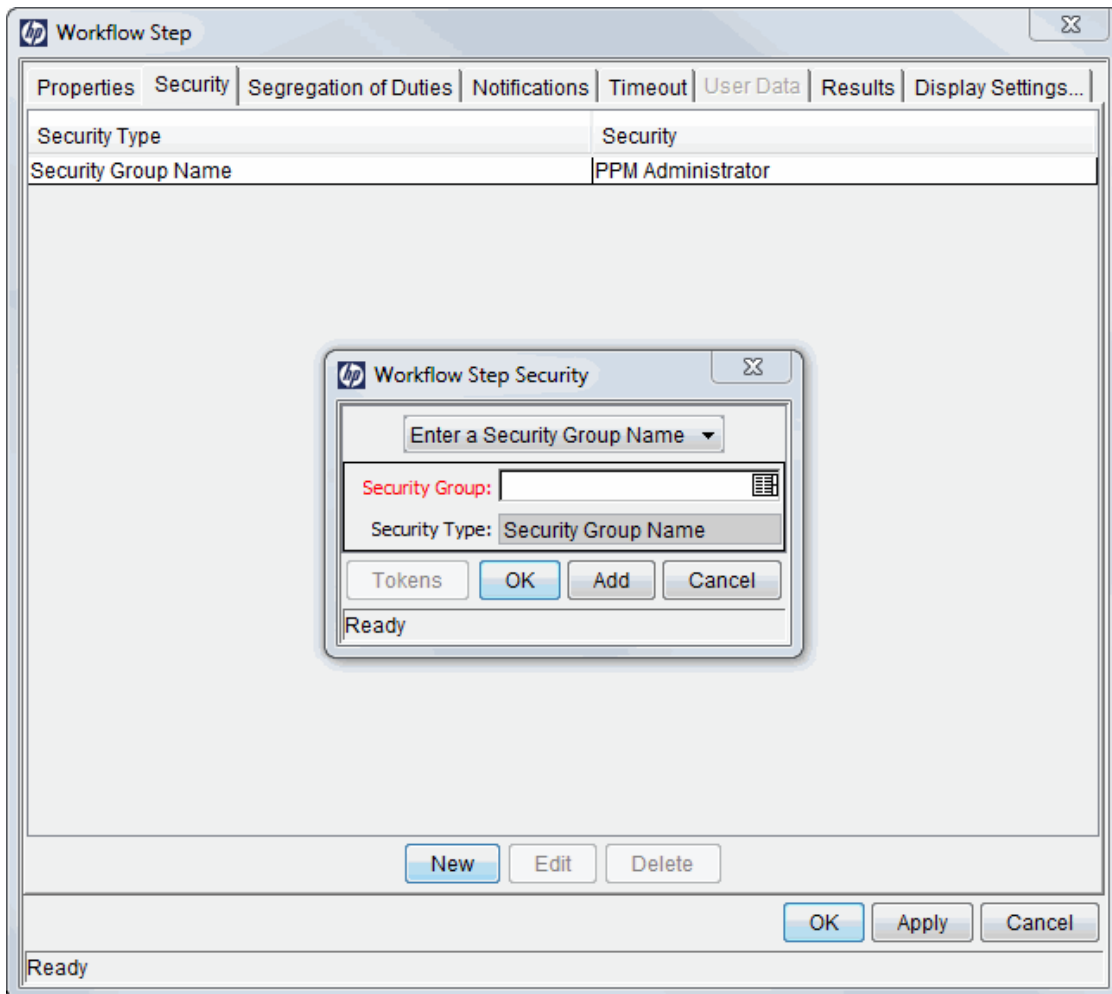 hp Workflow Step
Properties Security Segregation of Duties Notifications Timeout User Data Results Display Settings...
Security Type Security
Security Group Name PPM Administrator
hp Workflow Step Security
Enter a Security Group Name
Security Group:
Security Type: Security Group Name
Tokens OK Add Cancel
Ready
New Edit Delete
OK Apply Cancel
Ready